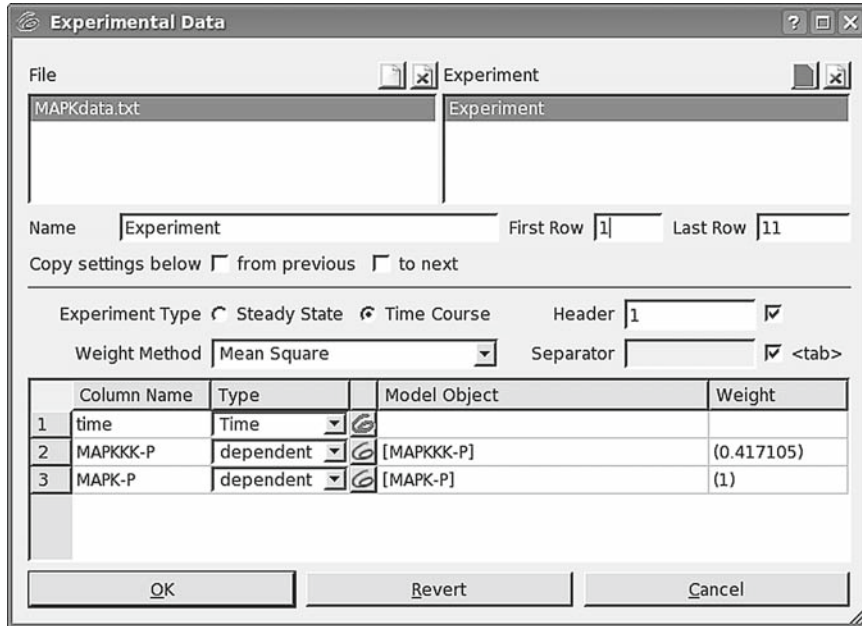 Experimental Data
File Experiment
MAPKdata.txt Experiment
Name Experiment First Row 1 Last Row 11
Copy settings below from previous to next
Experiment Type Steady State Time Course Header 1
Weight Method Mean Square Separator <tab>
Column Name Type Model Object Weight
1 time Time
2 MAPKKK-P dependent [MAPKKK-P] (0.417105)
3 MAPK-P dependent [MAPK-P] (1)
OK Revert Cancel